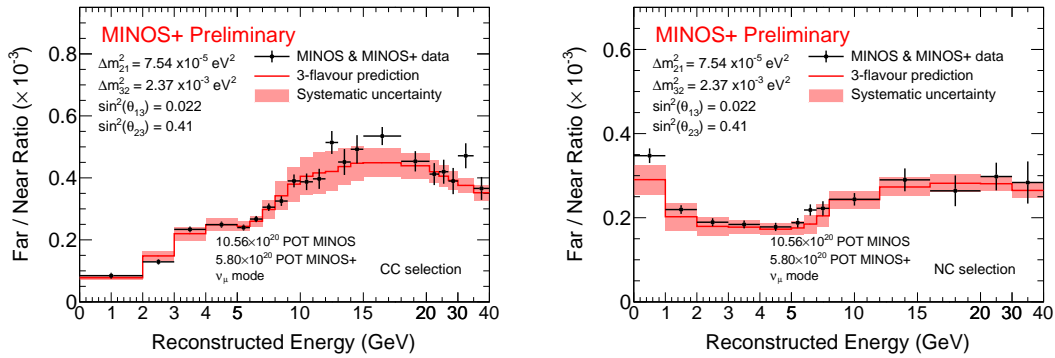 MINOS+ Preliminary
Δm²₂₁ = 7.54 x10⁻⁵ eV²
Δm²₃₂ = 2.37 x10⁻³ eV²
sin²(θ₁₃) = 0.022
sin²(θ₂₃) = 0.41
MINOS & MINOS+ data
3-flavour prediction
Systematic uncertainty
10.56×10²⁰ POT MINOS
5.80×10²⁰ POT MINOS+
νμ mode
CC selection
Far / Near Ratio (× 10⁻³)
0.8
0.6
0.4
0.2
0
0 1 2 3 4 5 10 15 20 30 40
Reconstructed Energy (GeV)
MINOS+ Preliminary
Δm²₂₁ = 7.54 x10⁻⁵ eV²
Δm²₃₂ = 2.37 x10⁻³ eV²
sin²(θ₁₃) = 0.022
sin²(θ₂₃) = 0.41
MINOS & MINOS+ data
3-flavour prediction
Systematic uncertainty
10.56×10²⁰ POT MINOS
5.80×10²⁰ POT MINOS+
νμ mode
NC selection
Far / Near Ratio (× 10⁻³)
0.6
0.4
0.2
0
0 1 2 3 4 5 10 15 20 30 40
Reconstructed Energy (GeV)